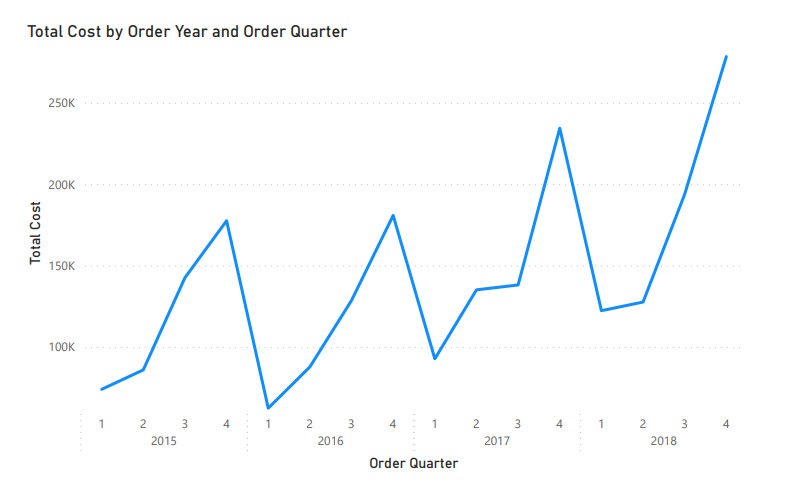 Total Cost by Order Year and Order Quarter
250K
200K
150K
100K
Total Cost
1 2 3 4 1 2 3 4 1 2 3 4 1 2 3 4
2015 2016 2017 2018
Order Quarter